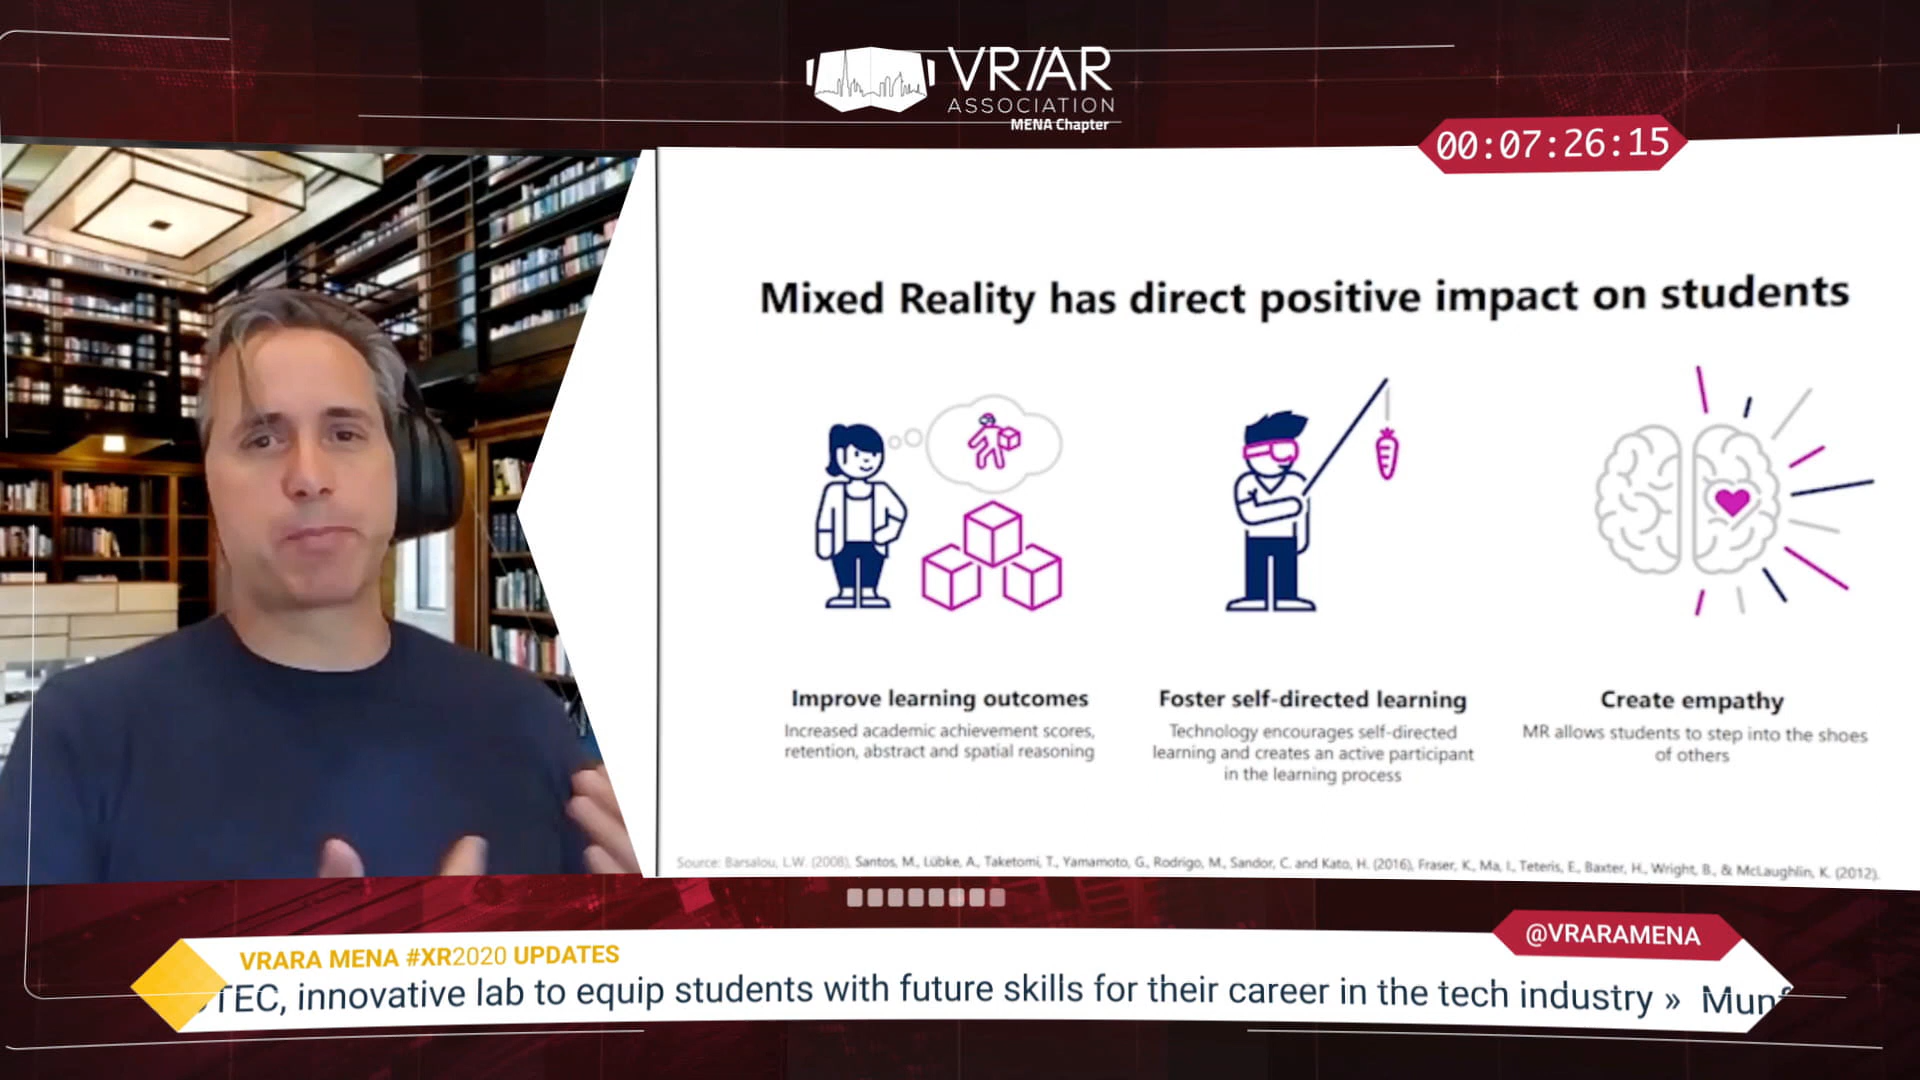 VR/AR
ASSOCIATION
MENA Chapter
00:07:26:15
Mixed Reality has direct positive impact on students
Improve learning outcomes
Increased academic achievement scores,
retention, abstract and spatial reasoning
Foster self-directed learning
Technology encourages self-directed
learning and creates an active participant
in the learning process
Create empathy
MR allows students to step into the shoes
of others
Source: Barsalou, L.W. (2008), Santos, M., Lübke, A., Taketomi, T., Yamamoto, G., Rodrigo, M., Sandor, C. and Kato, H. (2016), Fraser, K., Ma, I., Teteris, E., Baxter, H., Wright, B., & McLaughlin, K. (2012).
@VRARAMENA
VRARA MENA #XR2020 UPDATES
TEC, innovative lab to equip students with future skills for their career in the tech industry »